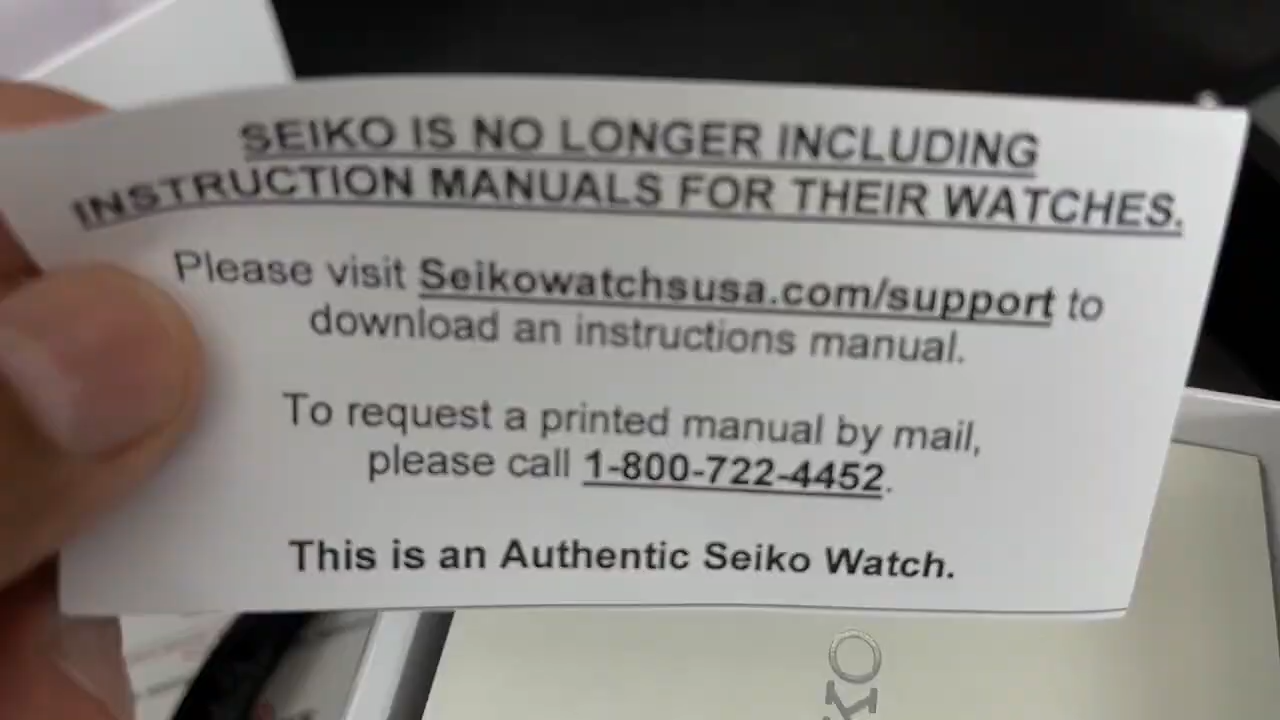 SEIKO IS NO LONGER INCLUDING
INSTRUCTION MANUALS FOR THEIR WATCHES.
Please visit Seikowatchsusa.com/support to
download an instructions manual.
To request a printed manual by mail,
please call 1-800-722-4452.
This is an Authentic Seiko Watch.
KO